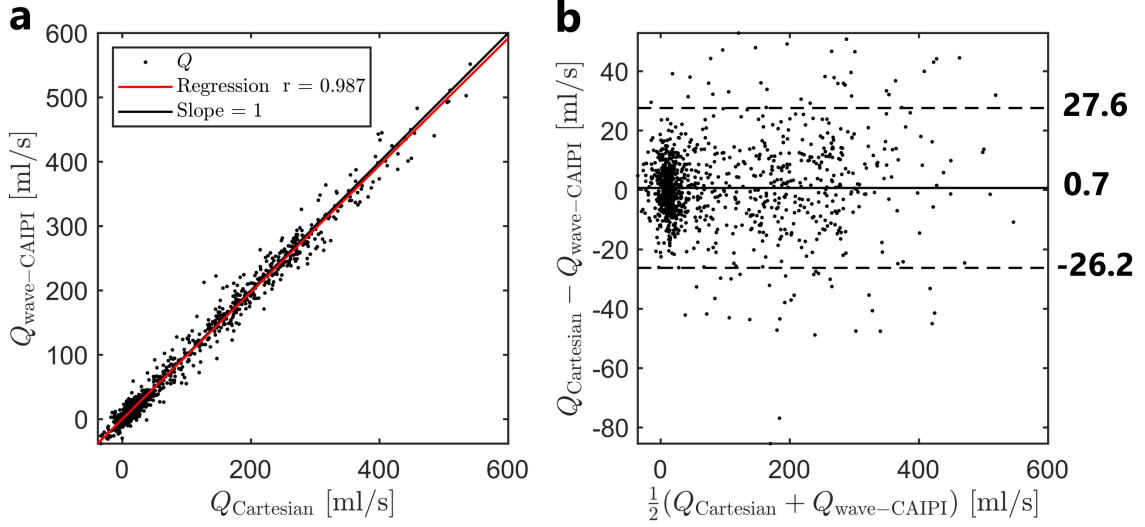 a
600
500
400
300
200
100
0
Q_wave−CAIPI [ml/s]
Q
Regression r = 0.987
Slope = 1
0
200
400
600
Q_Cartesian [ml/s]
b
40
20
0
-20
-40
-60
-80
Q_Cartesian − Q_wave−CAIPI [ml/s]
27.6
0.7
-26.2
0
200
400
600
½(Q_Cartesian + Q_wave−CAIPI) [ml/s]